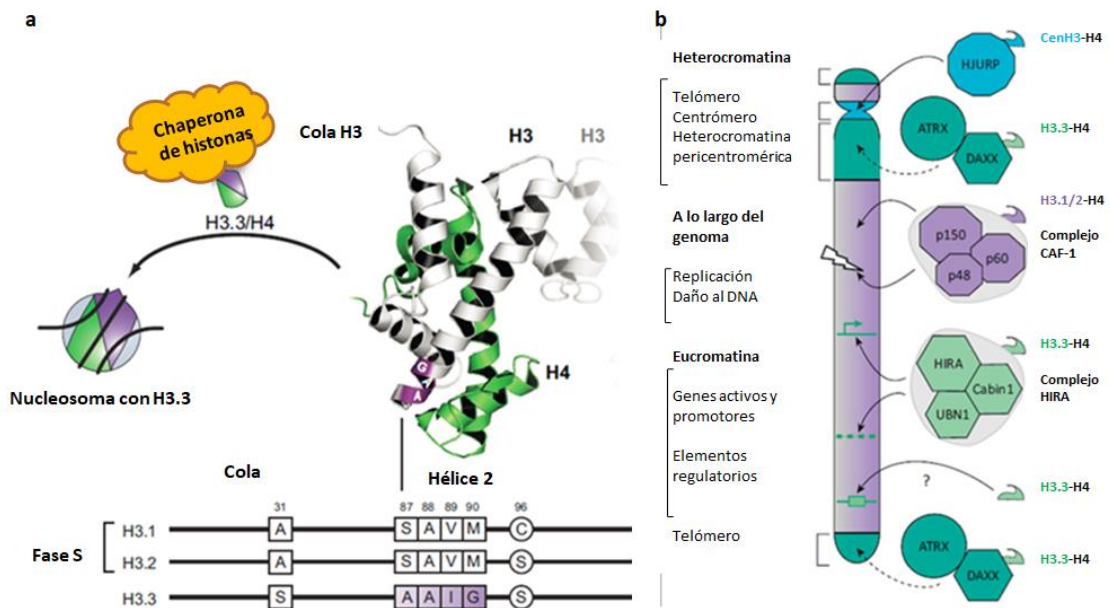 a
Chaperona
de histonas
Cola H3
H3
H3
H3.3/H4
G
A
H4
Nucleosoma con H3.3
Cola
Hélice 2
31
87 88 89 90 96
Fase S
H3.1
A
S A V M C
H3.2
A
S A V M S
H3.3
S
A A I G S
b
Heterocromatina
Telómero
Centrómero
Heterocromatina
pericentromérica
A lo largo del
genoma
Replicación
Daño al DNA
Eucromatina
Genes activos y
promotores
Elementos
regulatorios
Telómero
CenH3-H4
HJURP
ATRX
DAXX
H3.3-H4
H3.1/2-H4
p150
p60
p48
Complejo
CAF-1
H3.3-H4
HIRA
Cabin1
UBN1
Complejo
HIRA
?
H3.3-H4
ATRX
DAXX
H3.3-H4